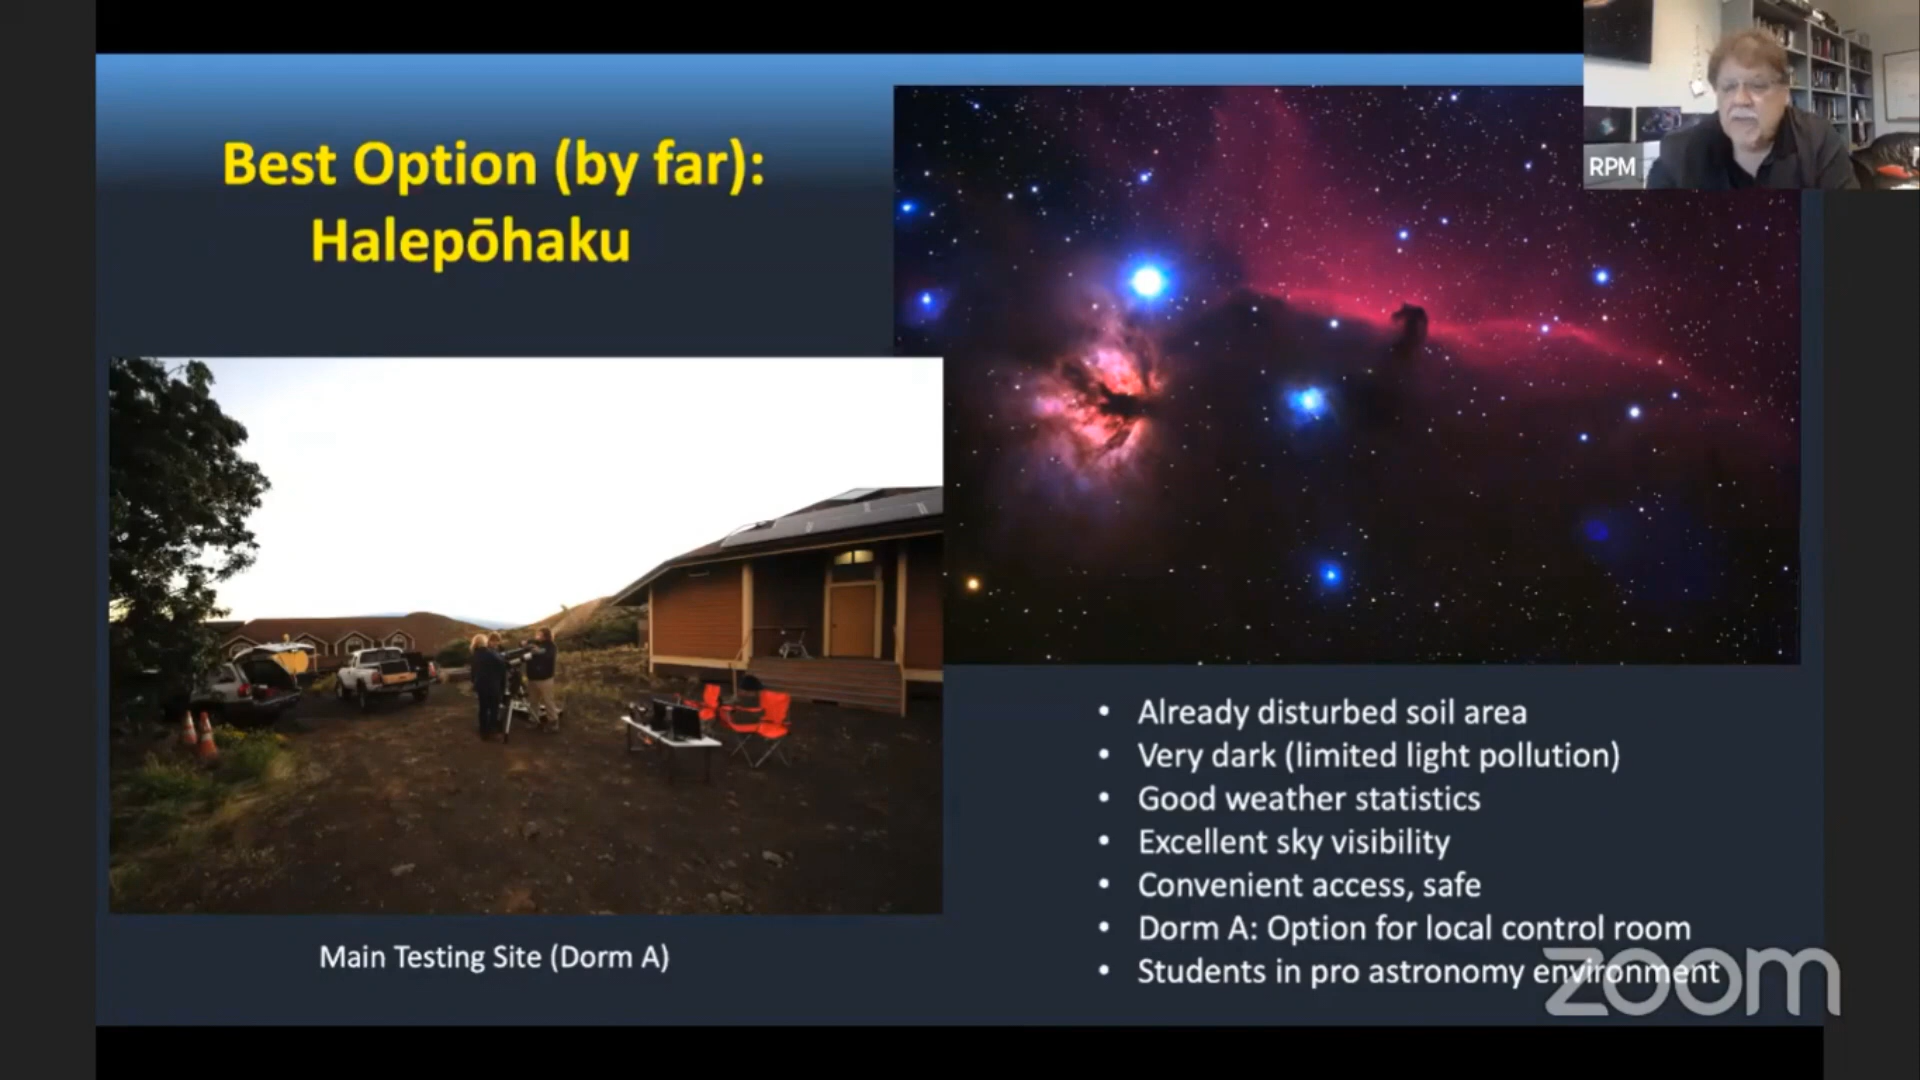 Best Option (by far):
Halepōhaku
RPM
Main Testing Site (Dorm A)
• Already disturbed soil area
• Very dark (limited light pollution)
• Good weather statistics
• Excellent sky visibility
• Convenient access, safe
• Dorm A: Option for local control room
• Students in pro astronomy environment
zoom